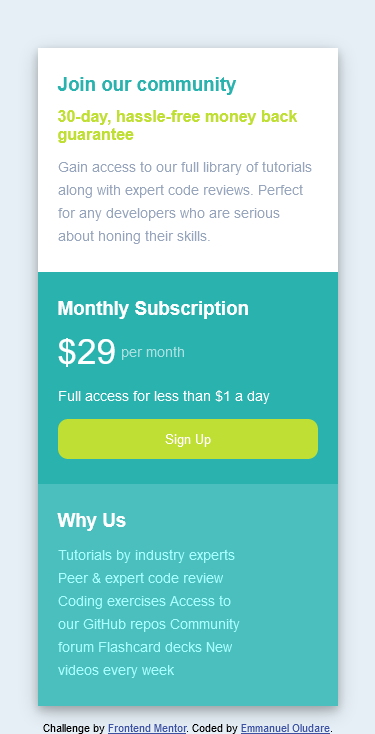 Join our community
30-day, hassle-free money back
guarantee
Gain access to our full library of tutorials
along with expert code reviews. Perfect
for any developers who are serious
about honing their skills.
Monthly Subscription
$29 per month
Full access for less than $1 a day
Sign Up
Why Us
Tutorials by industry experts
Peer & expert code review
Coding exercises Access to
our GitHub repos Community
forum Flashcard decks New
videos every week
Challenge by Frontend Mentor. Coded by Emmanuel Oludare.